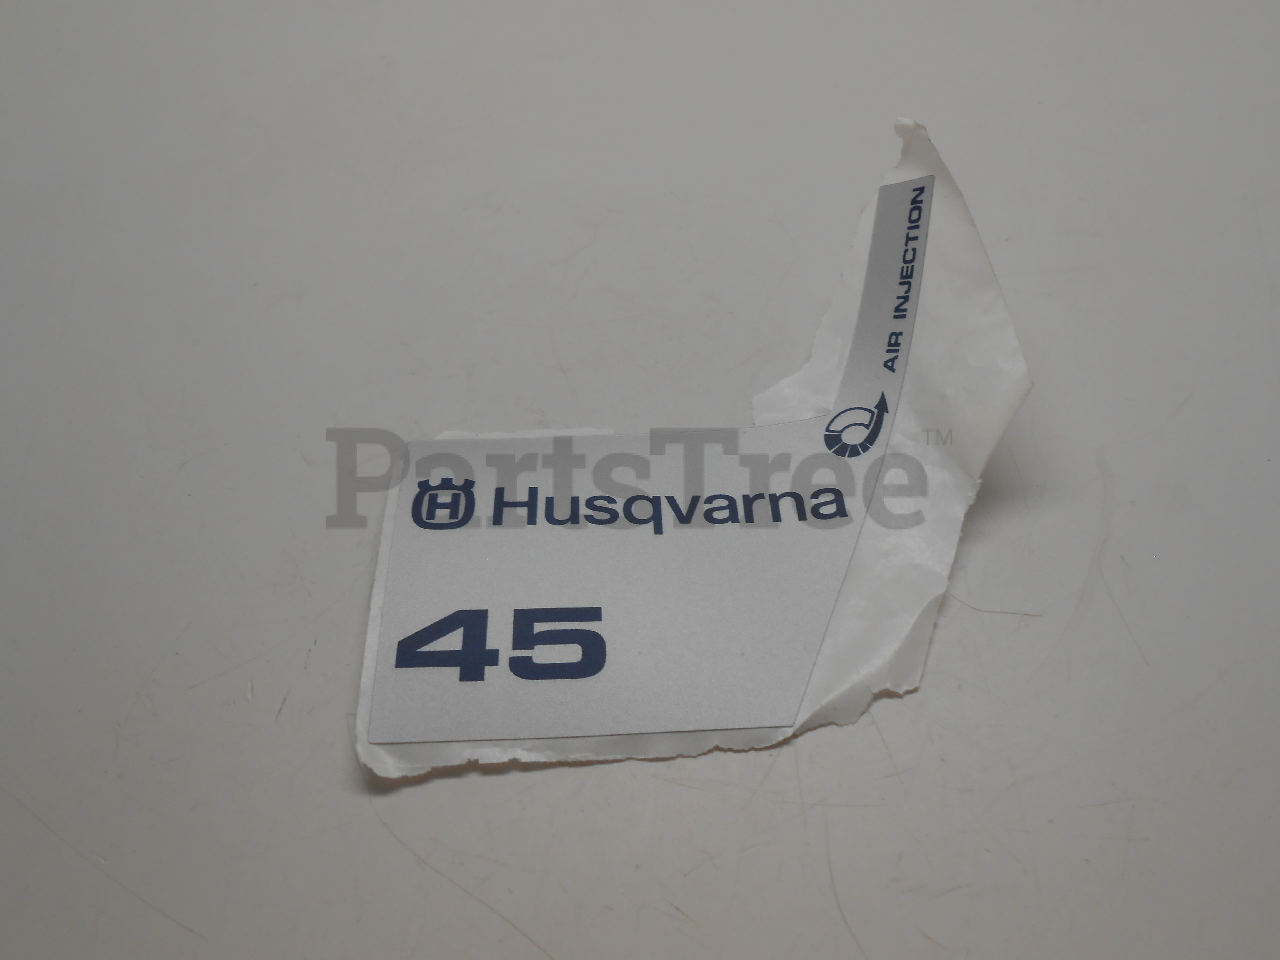 AIR INJECTION
PartsTree™
H Husqvarna
45